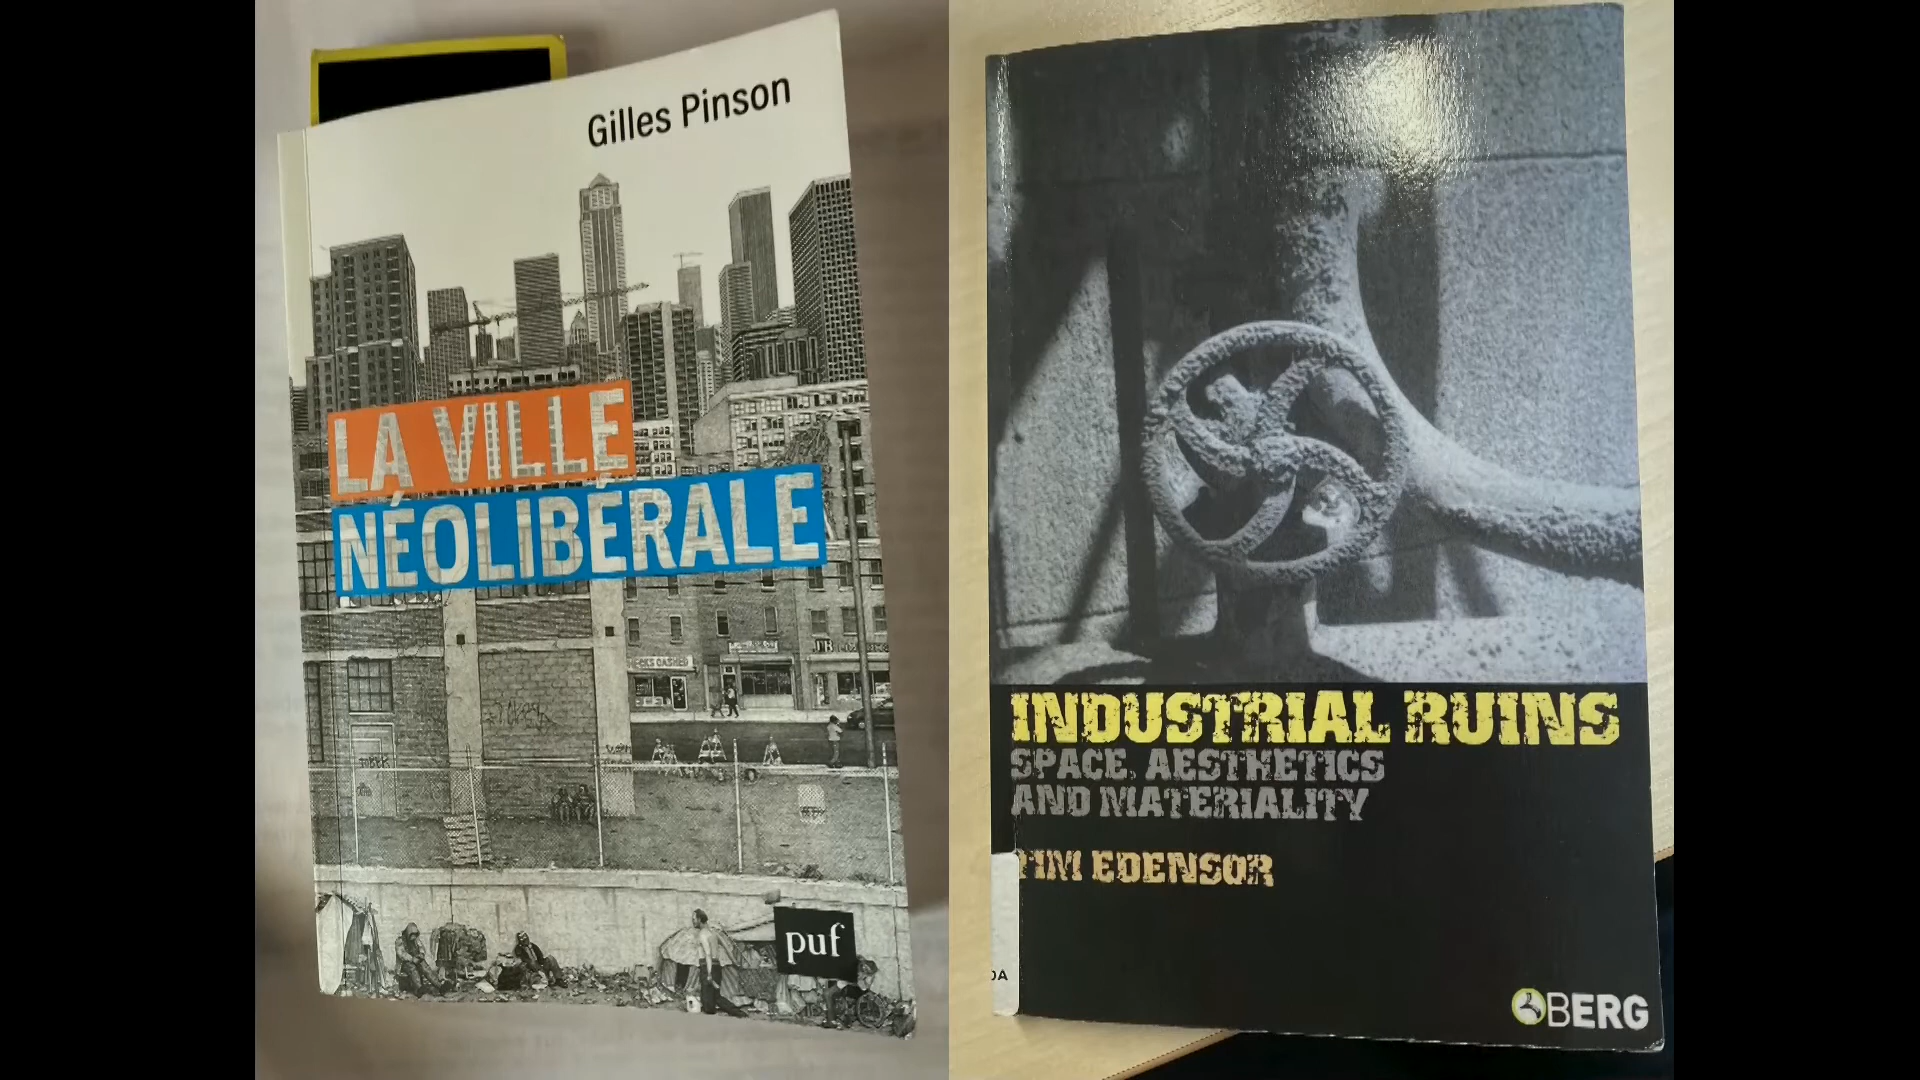 Gilles Pinson
LA VILLE
NÉOLIBÉRALE
puf
INDUSTRIAL RUINS
SPACE, AESTHETICS
AND MATERIALITY
TIM EDENSOR
BERG